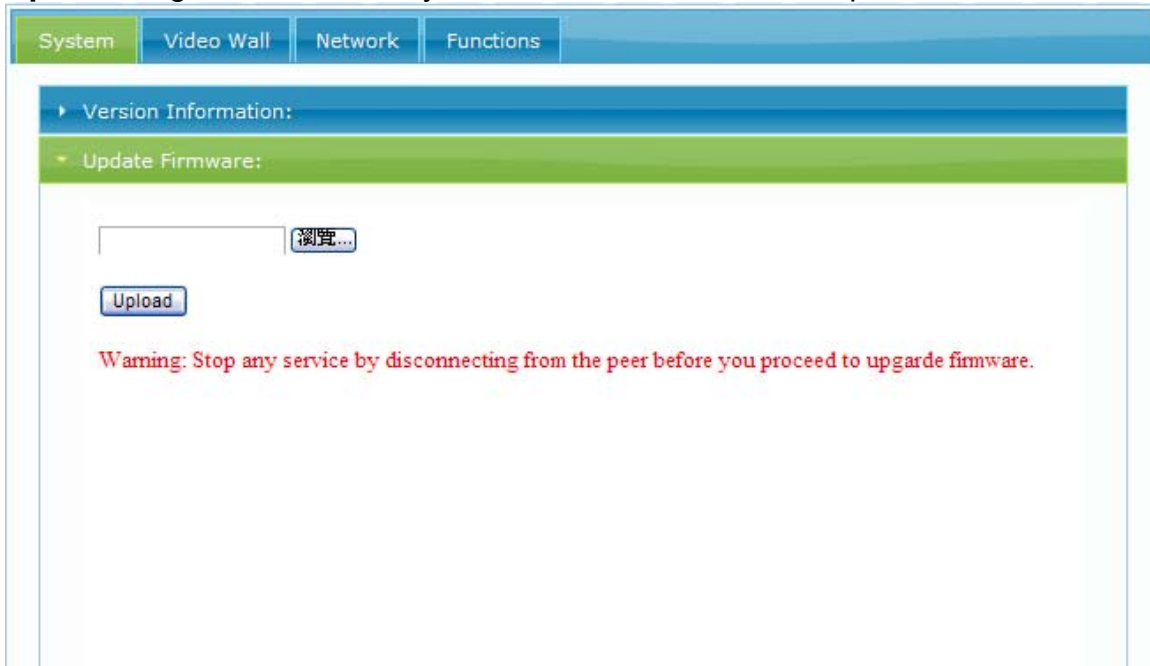 System Video Wall Network Functions
Version Information:
Update Firmware:
瀏覽...
Upload
Warning: Stop any service by disconnecting from the peer before you proceed to upgarde firmware.